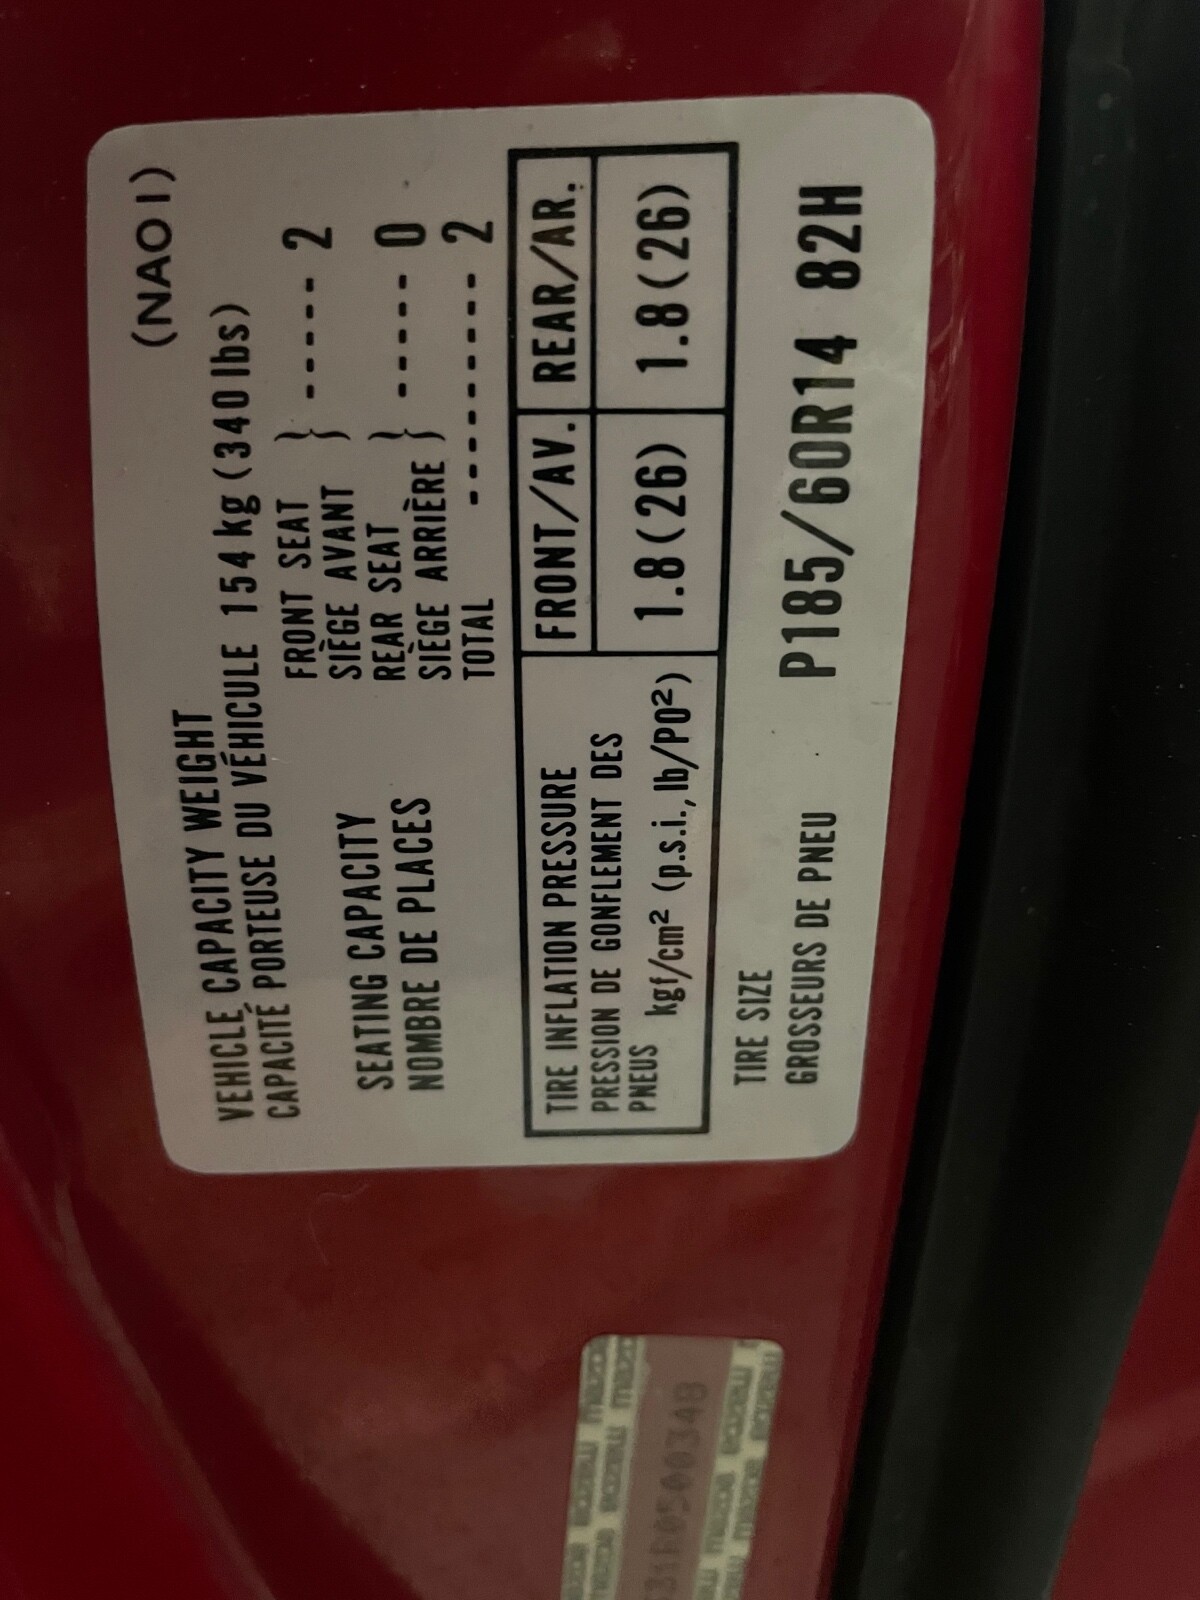 (NA01)
VEHICLE CAPACITY WEIGHT
CAPACITÉ PORTEUSE DU VÉHICULE 154 kg (340 lbs)
SEATING CAPACITY
NOMBRE DE PLACES
FRONT SEAT
SIÈGE AVANT } ----- 2
REAR SEAT
SIÈGE ARRIÈRE } ----- 0
TOTAL --------- 2
TIRE INFLATION PRESSURE
PRESSION DE GONFLEMENT DES
PNEUS kgf/cm² (p.s.i., lb/PO²)
FRONT/AV. REAR/AR.
1.8(26) 1.8(26)
TIRE SIZE
GROSSEURS DE PNEU
P185/60R14 82H